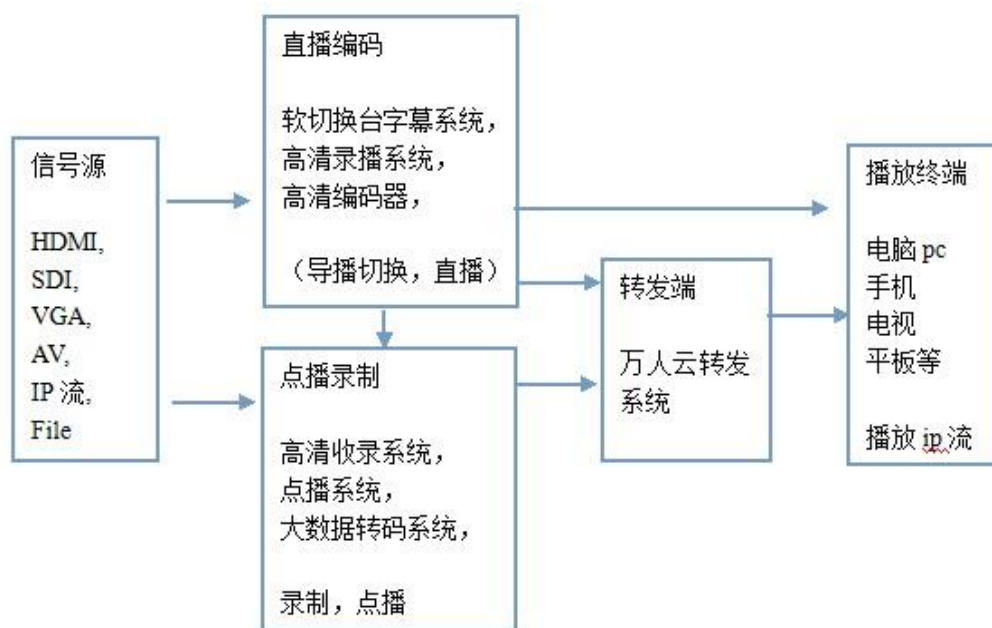 信号源
HDMI,
SDI,
VGA,
AV,
IP 流,
File
直播编码
软切换台字幕系统，
高清录播系统，
高清编码器，
（导播切换，直播）
点播录制
高清收录系统，
点播系统，
大数据转码系统，
录制，点播
转发端
万人云转发
系统
播放终端
电脑 pc
手机
电视
平板等
播放 ip 流